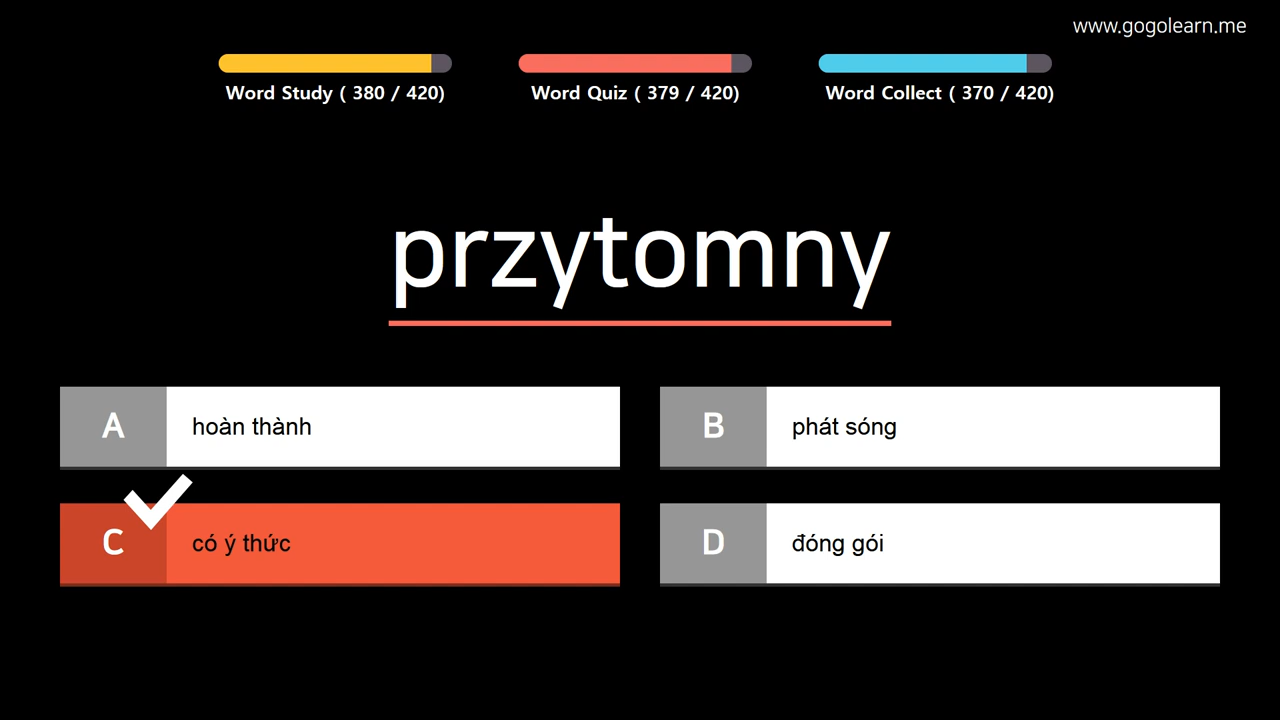 www.gogolearn.me
Word Study ( 380 / 420)
Word Quiz ( 379 / 420)
Word Collect ( 370 / 420)
przytomny
A
hoàn thành
B
phát sóng
C
có ý thức
D
đóng gói